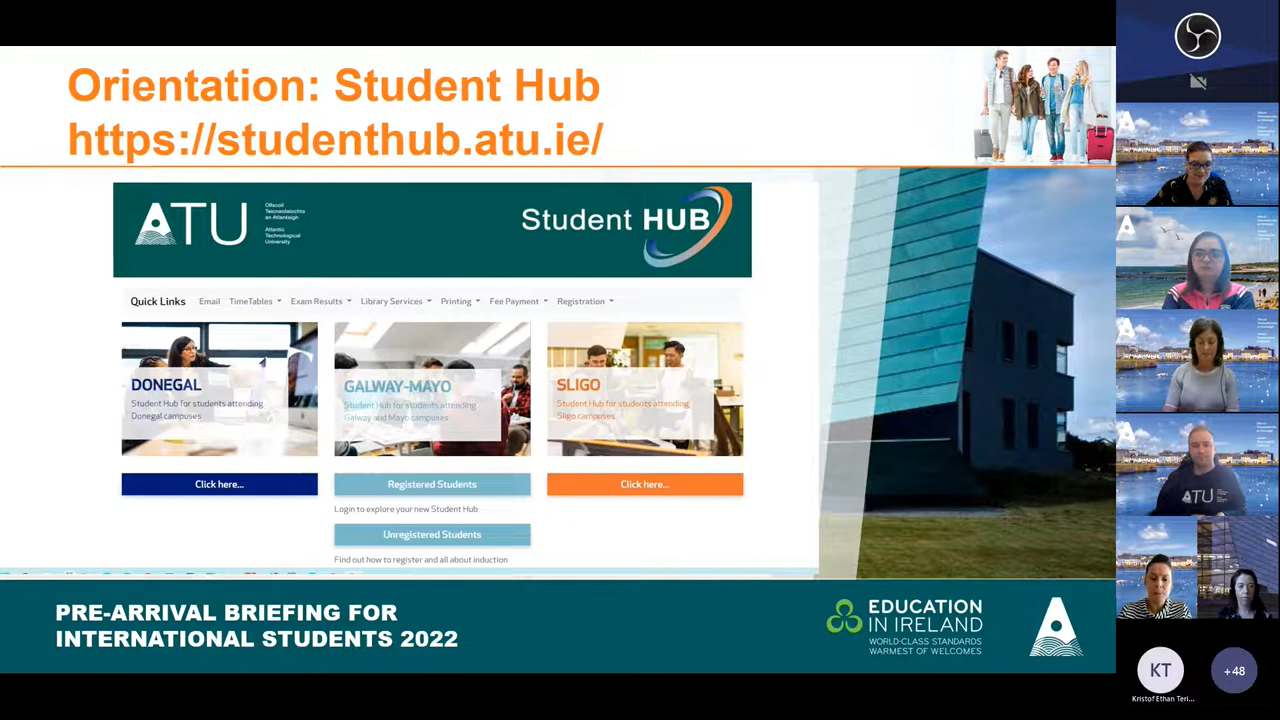 Orientation: Student Hub
https://studenthub.atu.ie/
ATU
Ollscoil
Teicneolaíochta
an Atlantaigh
Atlantic
Technological
University
Student HUB
Quick Links Email TimeTables Exam Results Library Services Printing Fee Payment Registration
DONEGAL
Student Hub for students attending
Donegal campuses
GALWAY-MAYO
Student Hub for students attending
Galway and Mayo campuses
SLIGO
Student Hub for students attending
Sligo campuses
Click here...
Registered Students
Click here...
Login to explore your new Student Hub
Unregistered Students
Find out how to register and all about induction
PRE-ARRIVAL BRIEFING FOR
INTERNATIONAL STUDENTS 2022
EDUCATION
IN IRELAND
WORLD-CLASS STANDARDS
WARMEST OF WELCOMES
ATU
KT
+48
Kristof Ethan Teri...